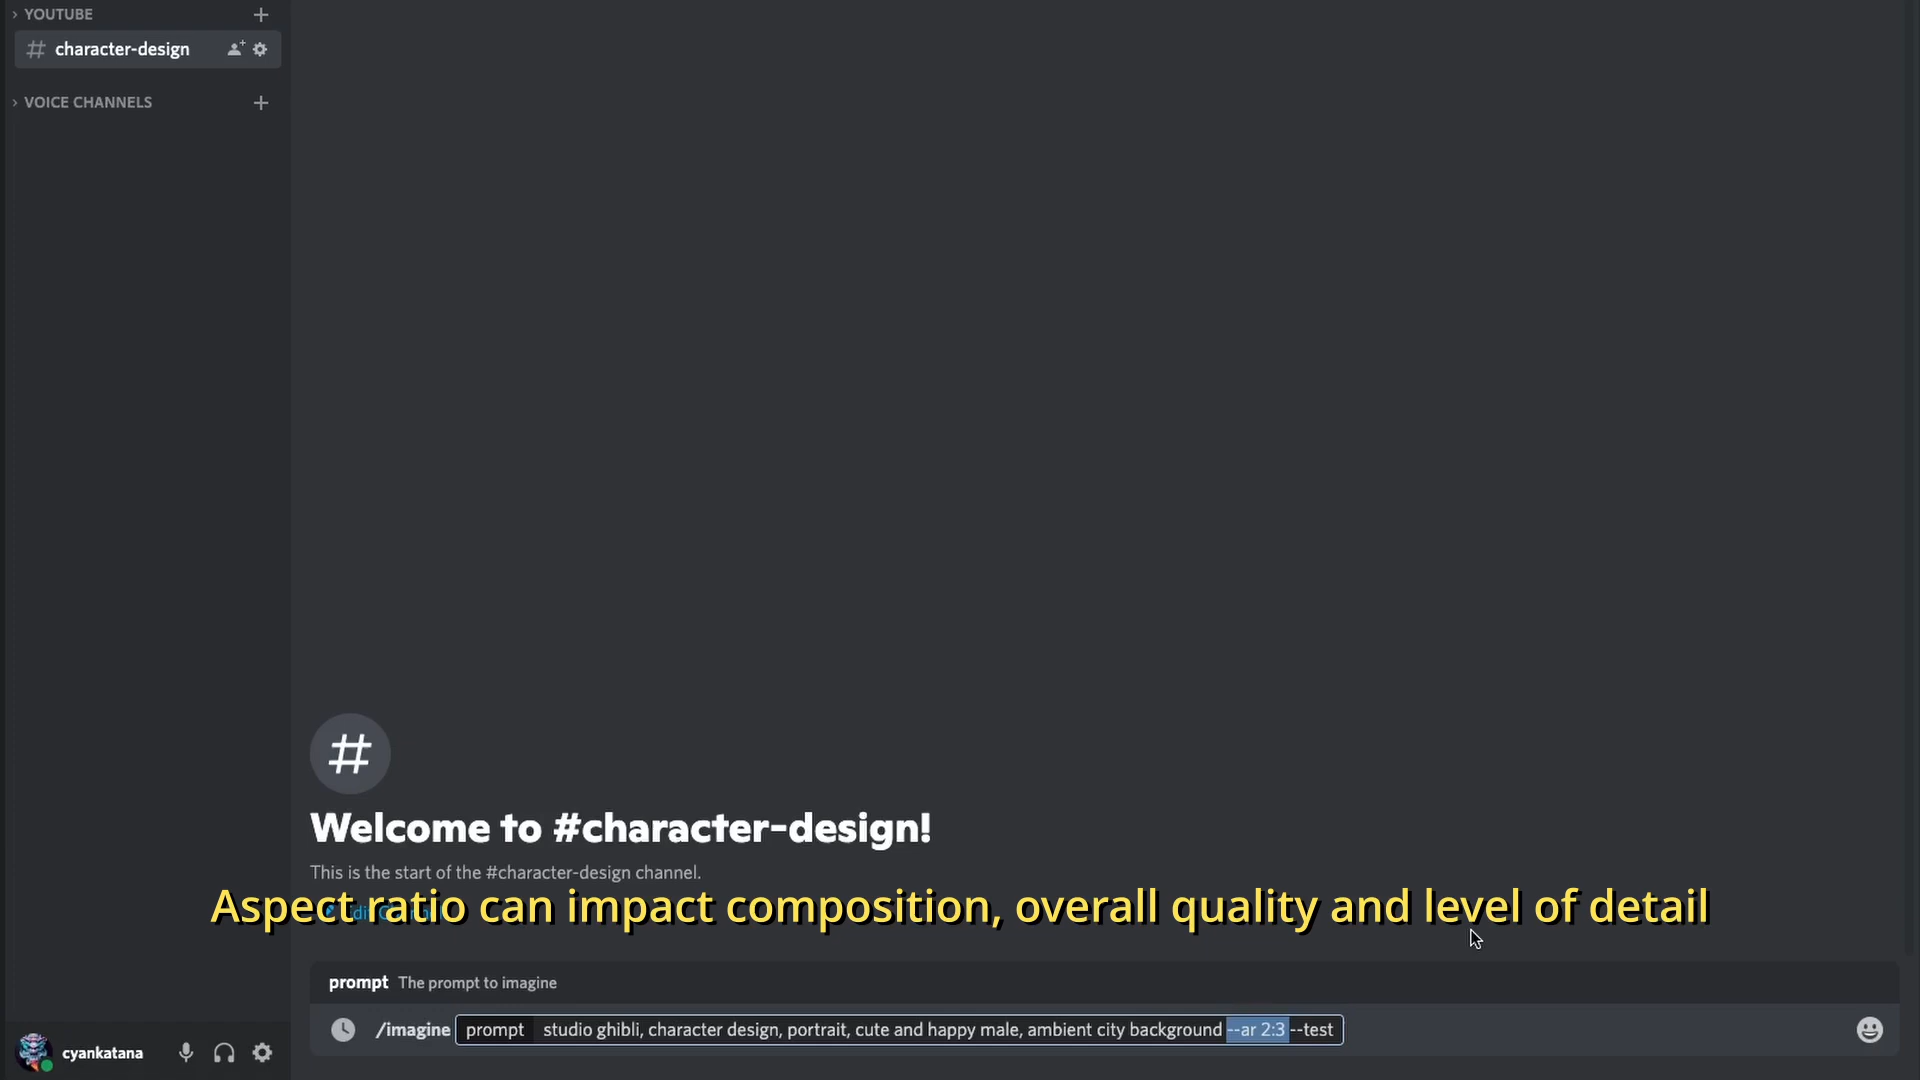 YOUTUBE
character-design
VOICE CHANNELS
Welcome to #character-design!
This is the start of the #character-design channel.
Aspect ratio can impact composition, overall quality and level of detail
prompt The prompt to imagine
/imagine prompt studio ghibli, character design, portrait, cute and happy male, ambient city background --ar 2:3 --test
cyankatana